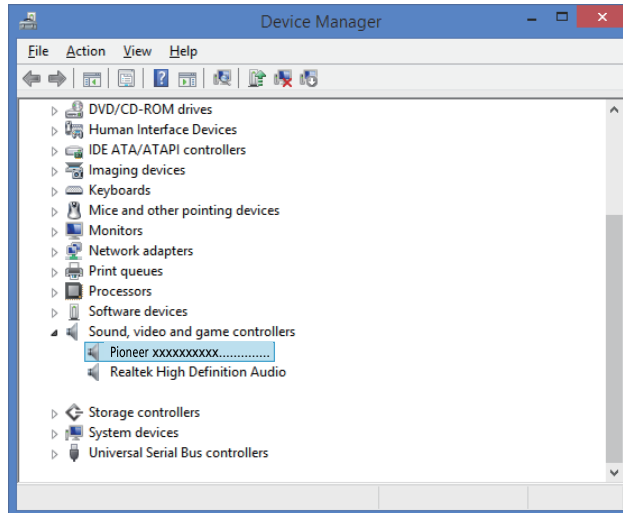 Device Manager
File Action View Help
DVD/CD-ROM drives
Human Interface Devices
IDE ATA/ATAPI controllers
Imaging devices
Keyboards
Mice and other pointing devices
Monitors
Network adapters
Print queues
Processors
Software devices
Sound, video and game controllers
Pioneer xxxxxxxxxx..............
Realtek High Definition Audio
Storage controllers
System devices
Universal Serial Bus controllers